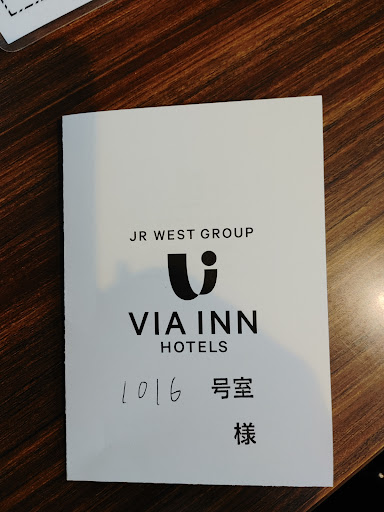 JR WEST GROUP
VIA INN
HOTELS
1016 号室
様